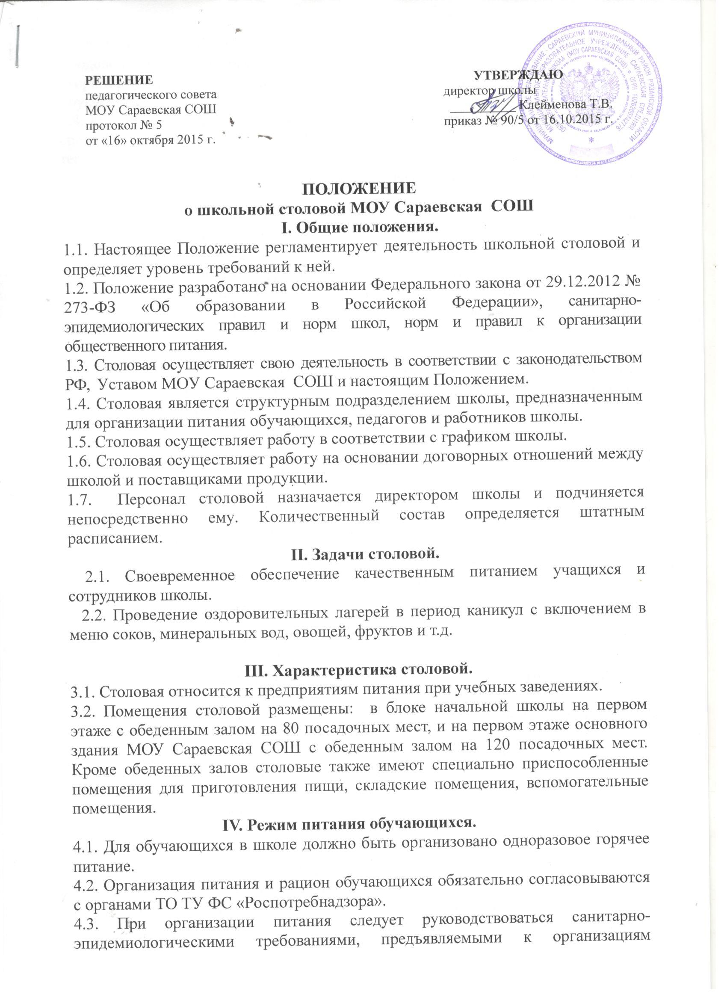 РЕШЕНИЕ
педагогического совета
МОУ Сараевская СОШ
протокол № 5
от «16» октября 2015 г.
УТВЕРЖДАЮ
директор школы
Клейменова Т.В.
приказ № 90/5 от 16.10.2015 г.
ПОЛОЖЕНИЕ
о школьной столовой МОУ Сараевская СОШ
I. Общие положения.
1.1. Настоящее Положение регламентирует деятельность школьной столовой и
определяет уровень требований к ней.
1.2. Положение разработано на основании Федерального закона от 29.12.2012 №
273-ФЗ «Об образовании в Российской Федерации», санитарно-
эпидемиологических правил и норм школ, норм и правил к организации
общественного питания.
1.3. Столовая осуществляет свою деятельность в соответствии с законодательством
РФ, Уставом МОУ Сараевская СОШ и настоящим Положением.
1.4. Столовая является структурным подразделением школы, предназначенным
для организации питания обучающихся, педагогов и работников школы.
1.5. Столовая осуществляет работу в соответствии с графиком школы.
1.6. Столовая осуществляет работу на основании договорных отношений между
школой и поставщиками продукции.
1.7. Персонал столовой назначается директором школы и подчиняется
непосредственно ему. Количественный состав определяется штатным
расписанием.
II. Задачи столовой.
2.1. Своевременное обеспечение качественным питанием учащихся и
сотрудников школы.
2.2. Проведение оздоровительных лагерей в период каникул с включением в
меню соков, минеральных вод, овощей, фруктов и т.д.
III. Характеристика столовой.
3.1. Столовая относится к предприятиям питания при учебных заведениях.
3.2. Помещения столовой размещены: в блоке начальной школы на первом
этаже с обеденным залом на 80 посадочных мест, и на первом этаже основного
здания МОУ Сараевская СОШ с обеденным залом на 120 посадочных мест.
Кроме обеденных залов столовые также имеют специально приспособленные
помещения для приготовления пищи, складские помещения, вспомогательные
помещения.
IV. Режим питания обучающихся.
4.1. Для обучающихся в школе должно быть организовано одноразовое горячее
питание.
4.2. Организация питания и рацион обучающихся обязательно согласовываются
с органами ТО ТУ ФС «Роспотребнадзора».
4.3. При организации питания следует руководствоваться санитарно-
эпидемиологическими требованиями, предъявляемыми к организациям
МУНИЦИПАЛЬНОЕ ОБРАЗОВАНИЕ - САРАЕВСКИЙ МУНИЦИПАЛЬНЫЙ РАЙОН РЯЗАНСКОЙ ОБЛАСТИ
МУНИЦИПАЛЬНОЕ ОБРАЗОВАТЕЛЬНОЕ УЧРЕЖДЕНИЕ САРАЕВСКАЯ СРЕДНЯЯ
ОБЩЕОБРАЗОВАТЕЛЬНАЯ ШКОЛА (МОУ САРАЕВСКАЯ СОШ) * ОГРН 1026200742776